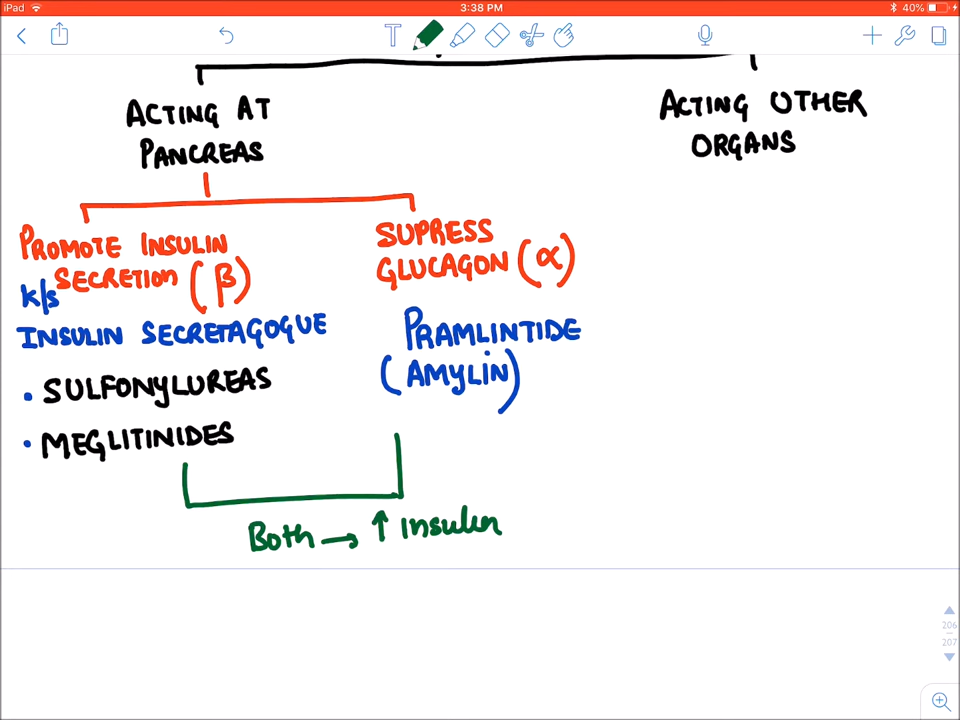 iPad
3:38 PM
40%
T
ACTING AT
PANCREAS
ACTING OTHER
ORGANS
PROMOTE INSULIN
SECRETION (β)
K/S
INSULIN SECRETAGOGUE
• SULFONYLUREAS
• MEGLITINIDES
SUPRESS
GLUCAGON (α)
PRAMLINTIDE
(AMYLIN)
Both → ↑ Insulin
206
207